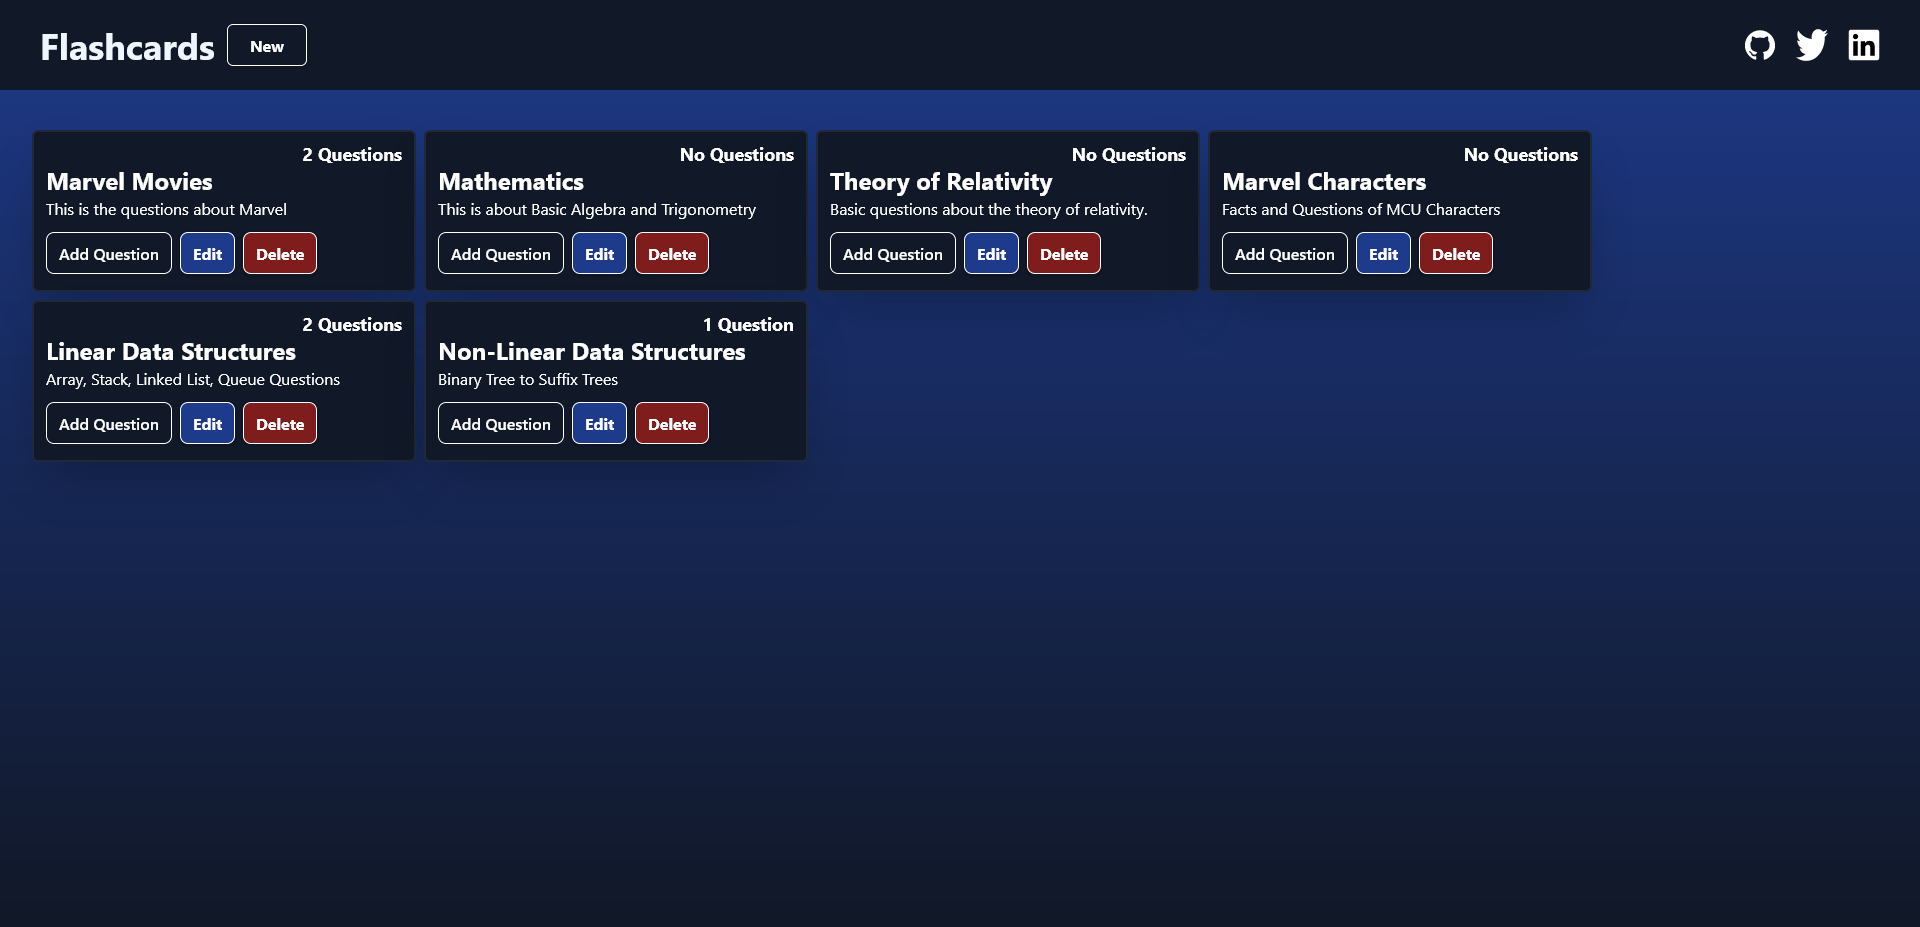 Flashcards
New
2 Questions
Marvel Movies
This is the questions about Marvel
Add Question Edit Delete
No Questions
Mathematics
This is about Basic Algebra and Trigonometry
Add Question Edit Delete
No Questions
Theory of Relativity
Basic questions about the theory of relativity.
Add Question Edit Delete
No Questions
Marvel Characters
Facts and Questions of MCU Characters
Add Question Edit Delete
2 Questions
Linear Data Structures
Array, Stack, Linked List, Queue Questions
Add Question Edit Delete
1 Question
Non-Linear Data Structures
Binary Tree to Suffix Trees
Add Question Edit Delete